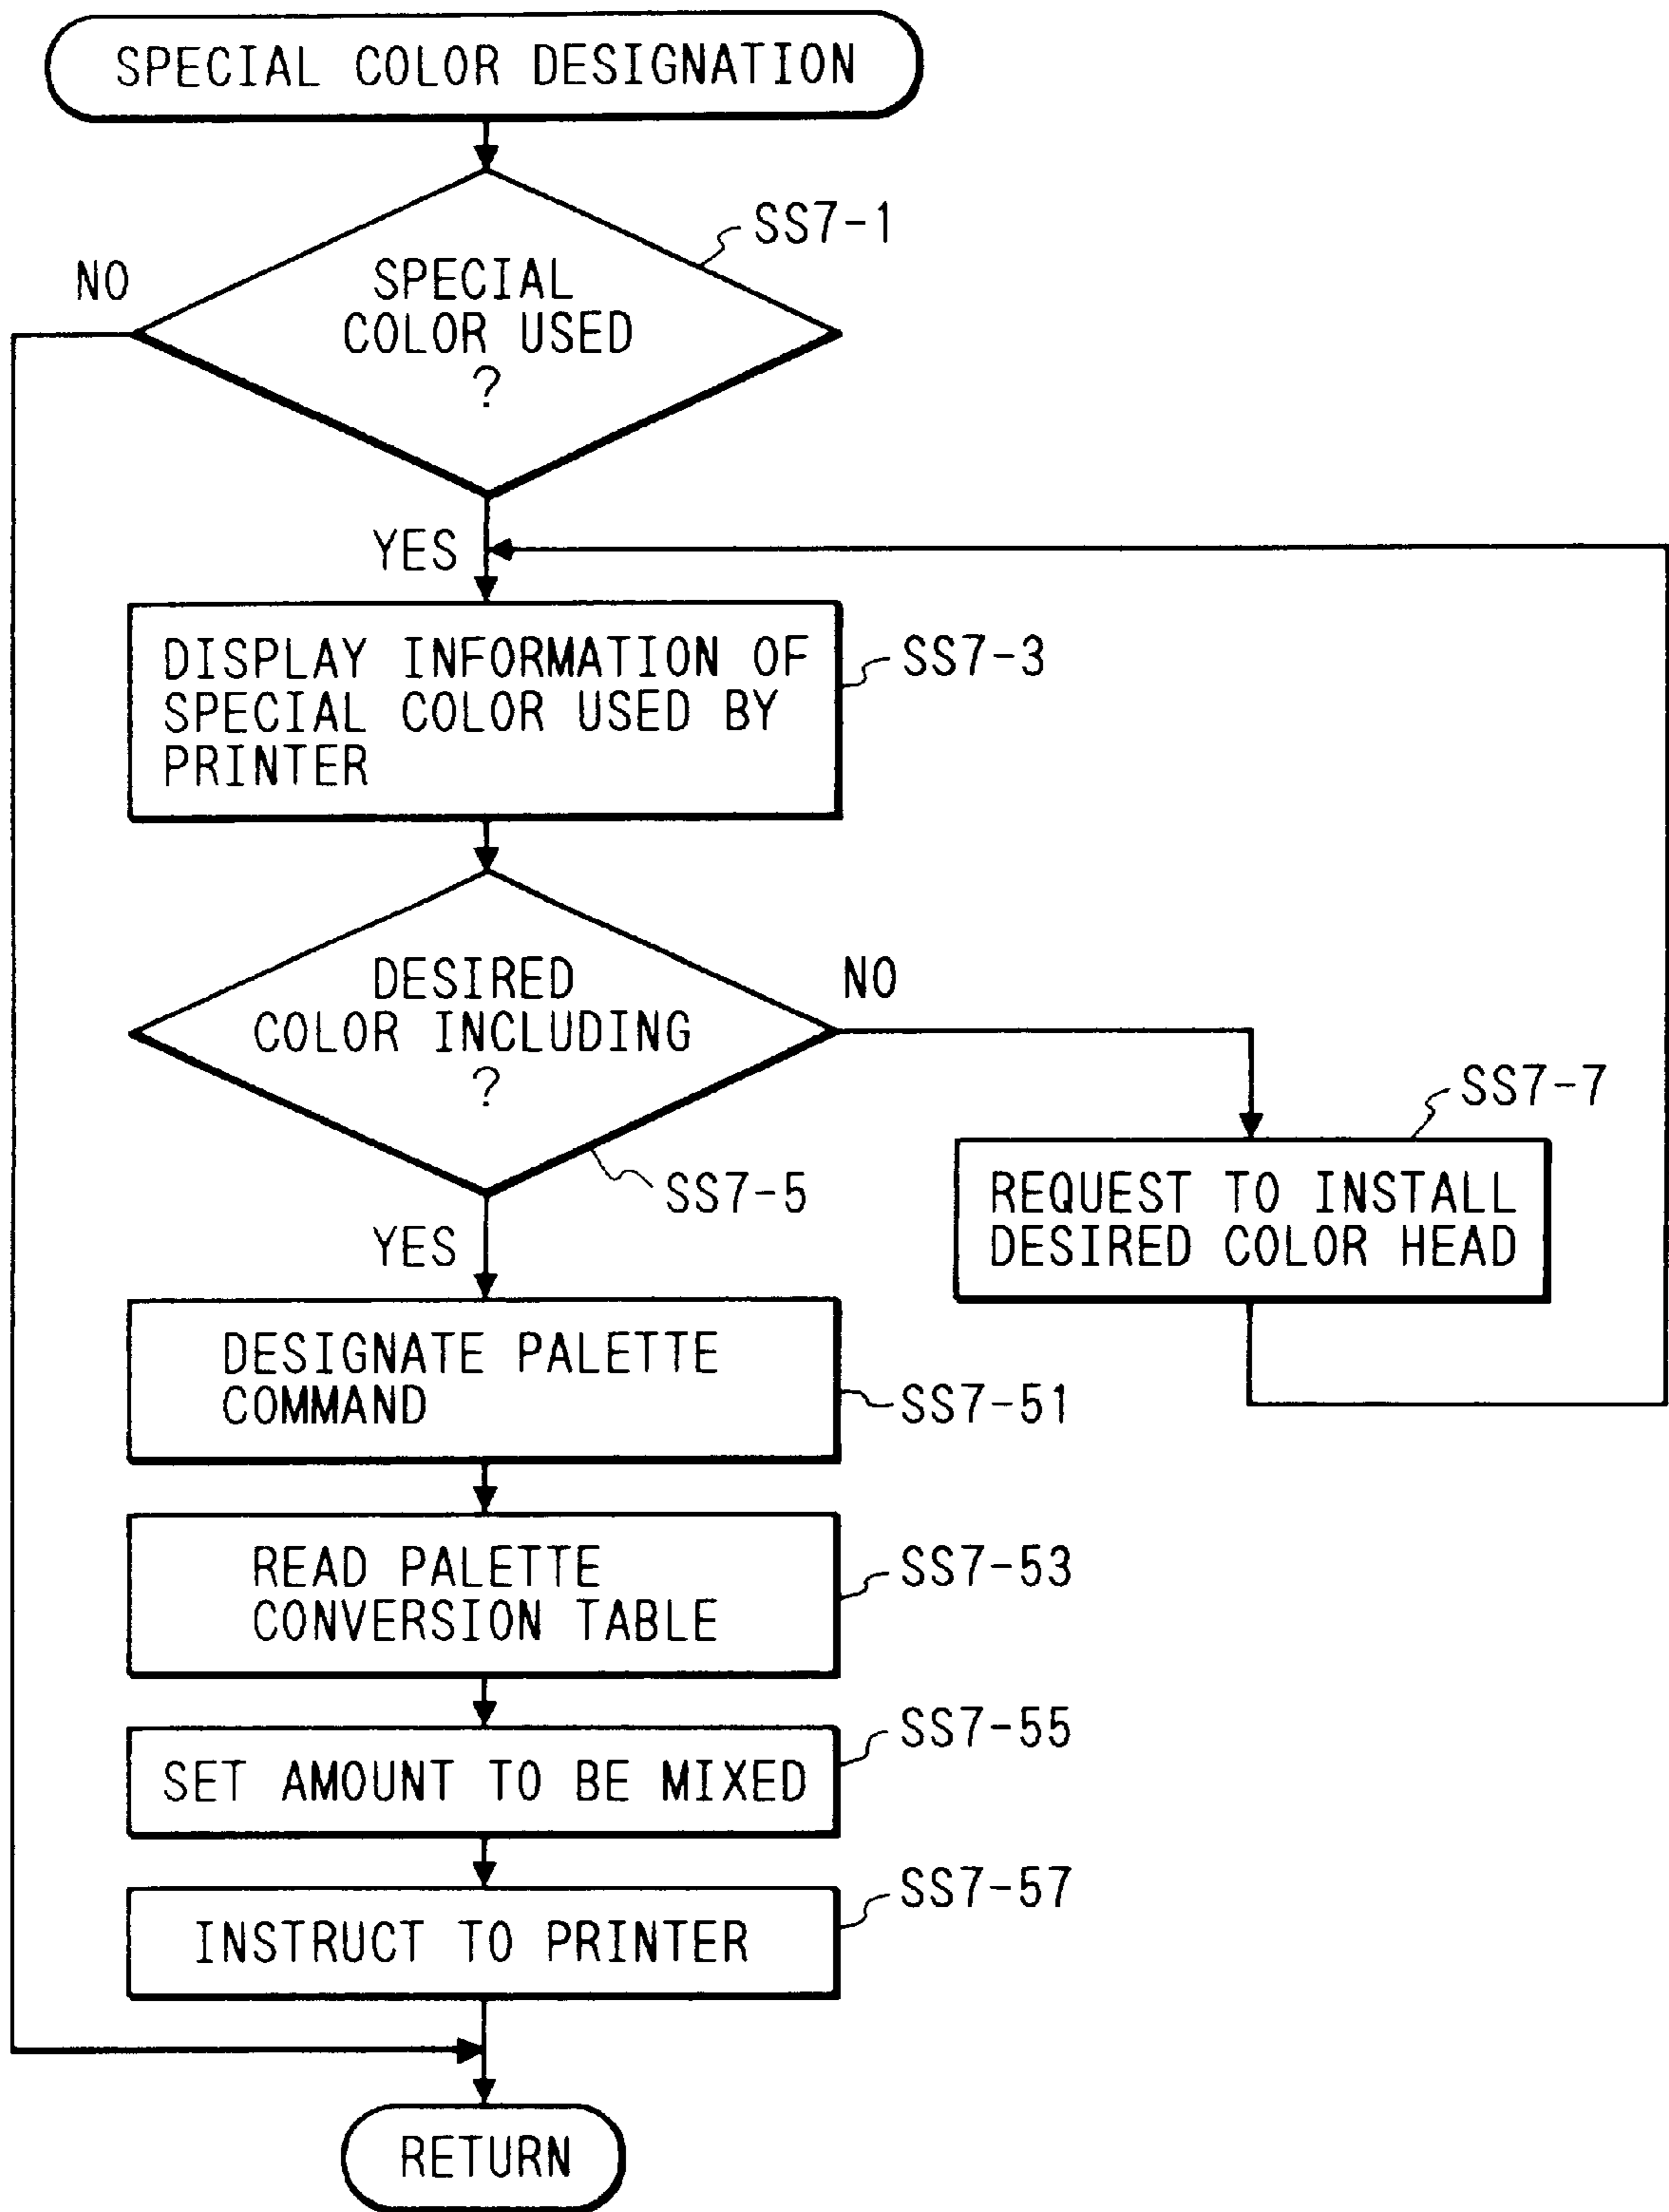 SPECIAL COLOR DESIGNATION
SS7-1
NO
SPECIAL
COLOR USED
?
YES
DISPLAY INFORMATION OF
SPECIAL COLOR USED BY
PRINTER
SS7-3
DESIRED
COLOR INCLUDING
?
NO
SS7-5
SS7-7
REQUEST TO INSTALL
DESIRED COLOR HEAD
YES
DESIGNATE PALETTE
COMMAND
SS7-51
READ PALETTE
CONVERSION TABLE
SS7-53
SET AMOUNT TO BE MIXED
SS7-55
INSTRUCT TO PRINTER
SS7-57
RETURN